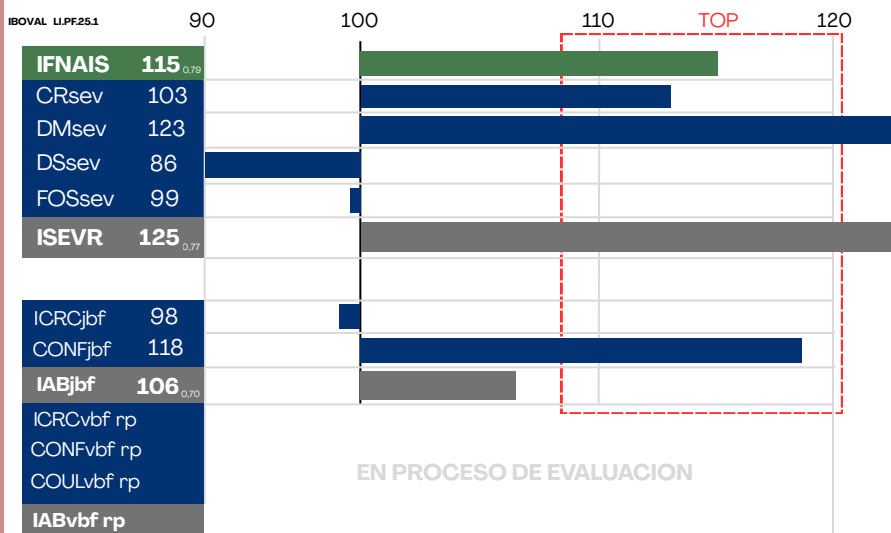 IBOVAL LI.PF.25.1 90 100 110 TOP 120
IFNAIS 115 0,79
CRsev 103
DMsev 123
DSsev 86
FOSsev 99
ISEVR 125 0,77
ICRCjbf 98
CONFjbf 118
IABjbf 106 0,70
ICRCvbf rp
CONFvbf rp
COULvbf rp
EN PROCESO DE EVALUACION
IABvbf rp